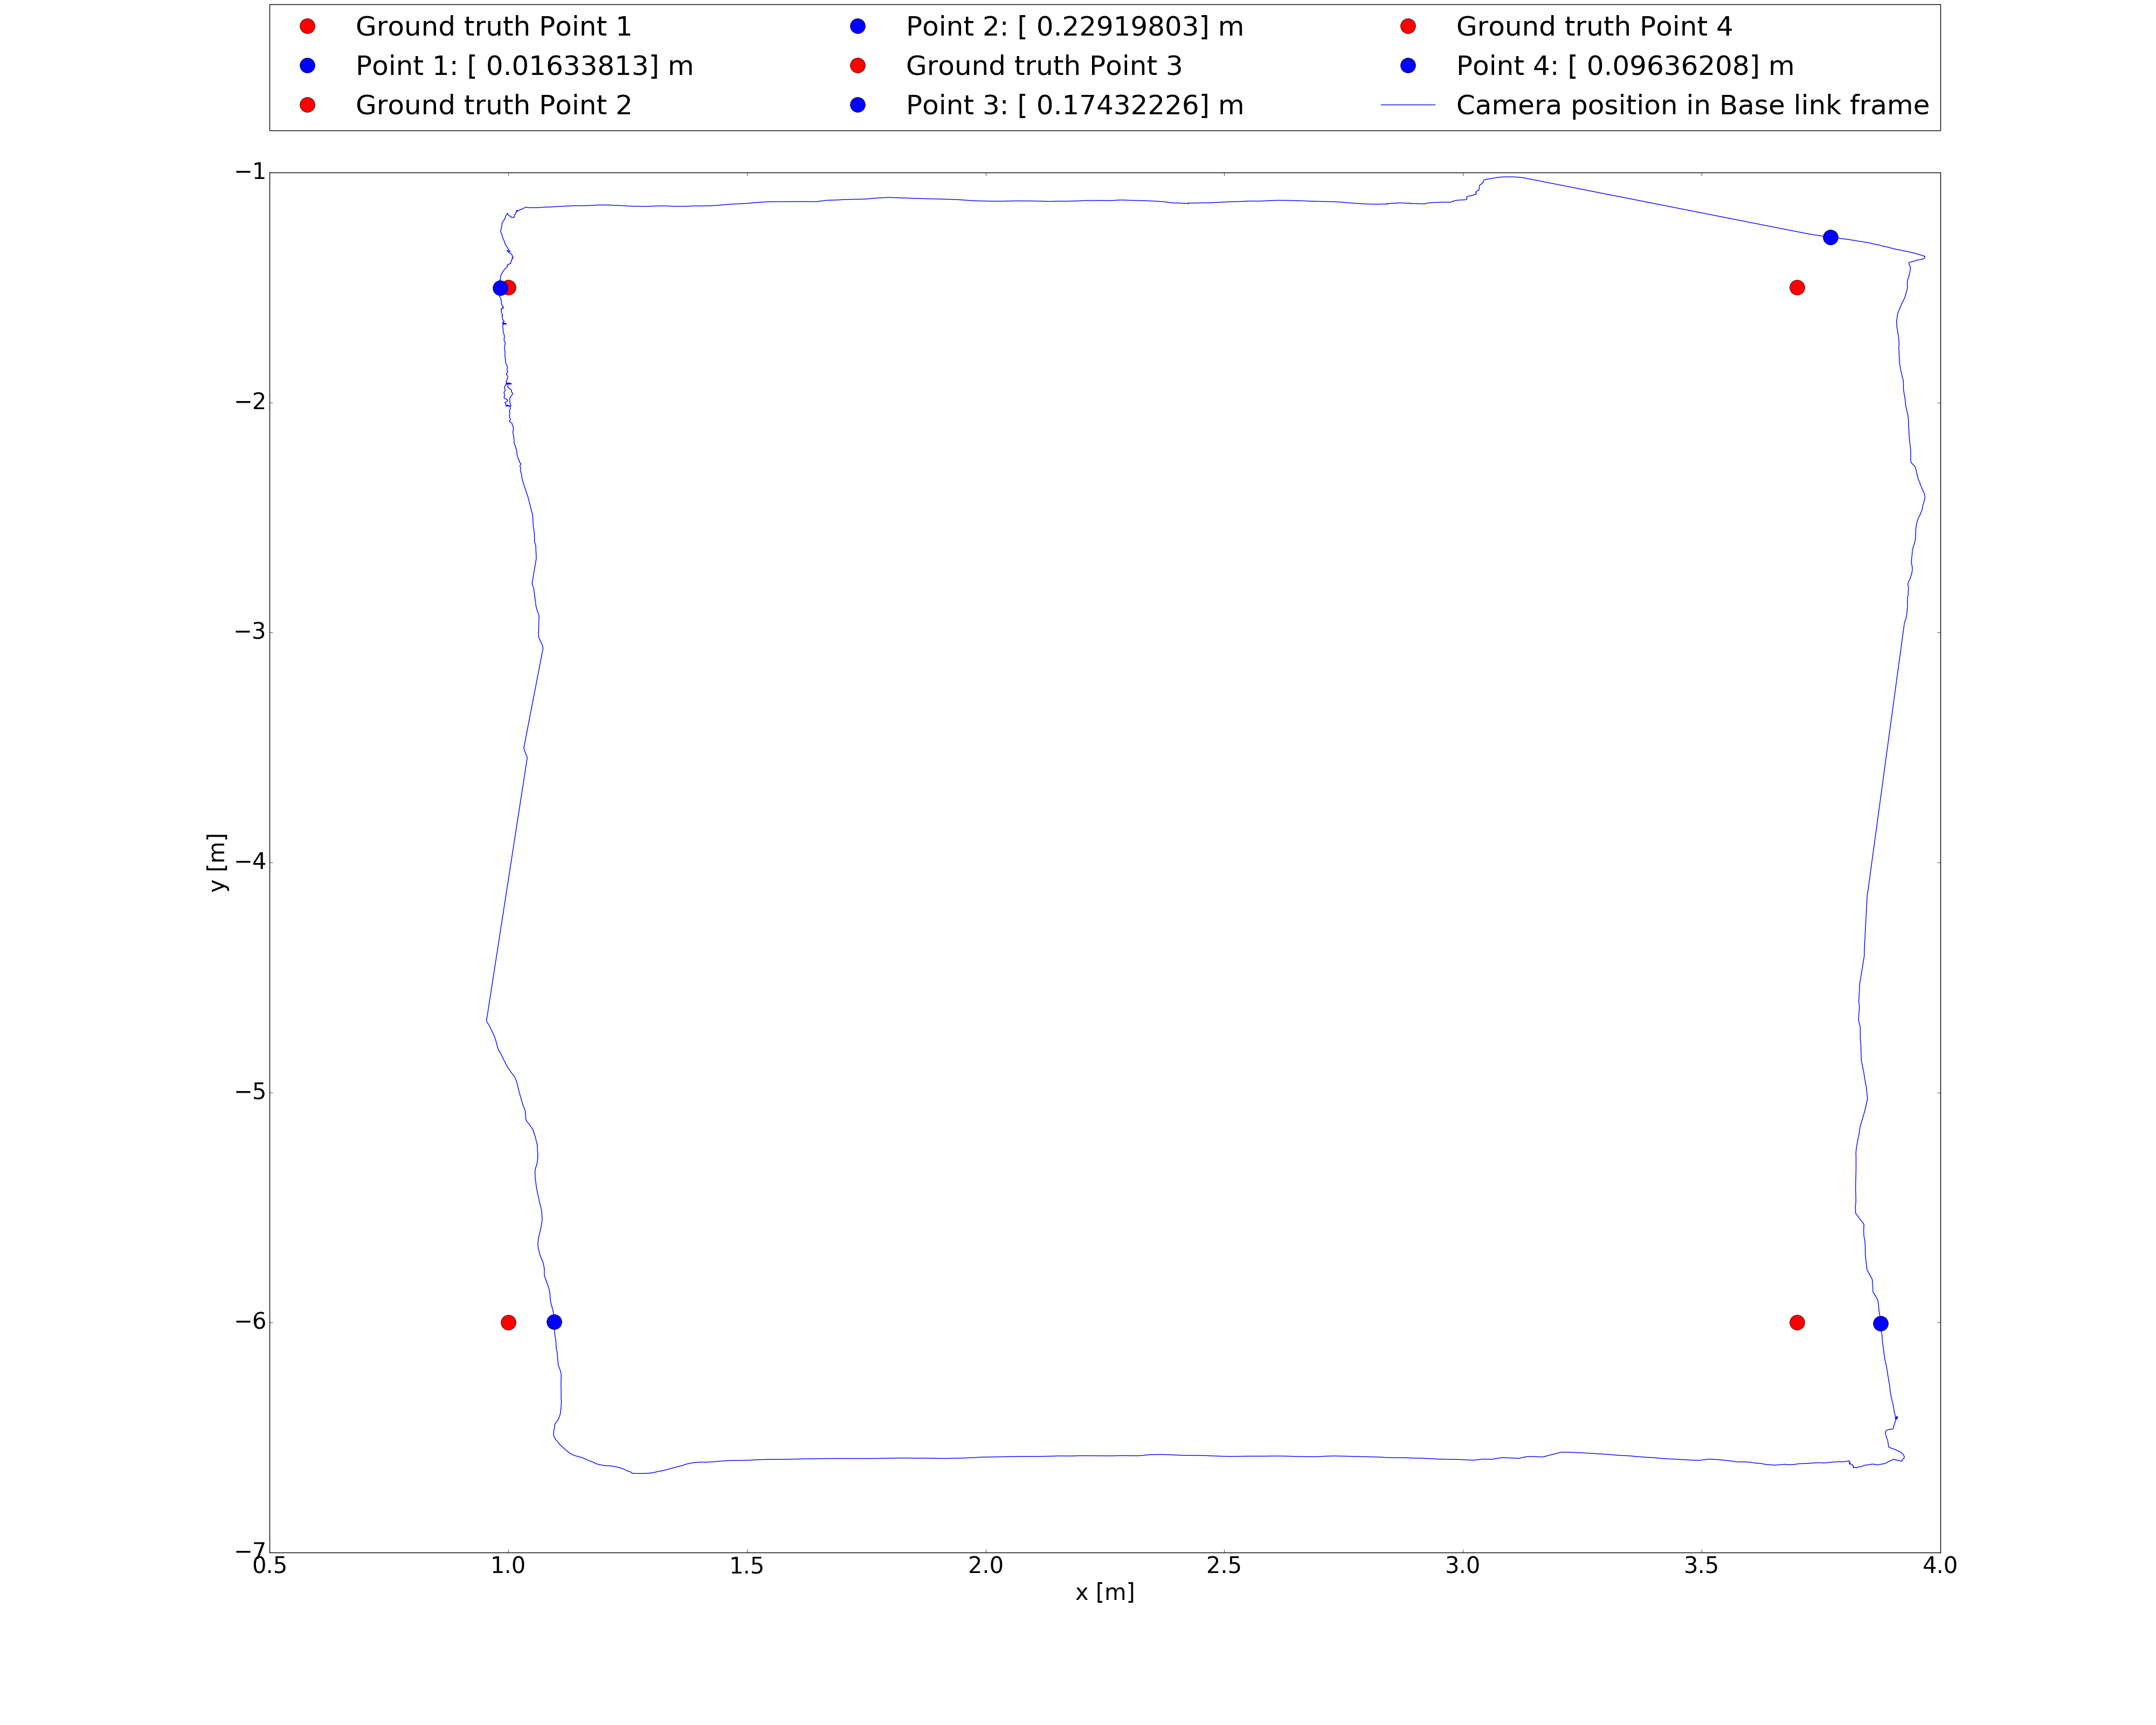 Ground truth Point 1
Point 1: [ 0.01633813] m
Ground truth Point 2
Point 2: [ 0.22919803] m
Ground truth Point 3
Point 3: [ 0.17432226] m
Ground truth Point 4
Point 4: [ 0.09636208] m
Camera position in Base link frame
−1
−2
−3
−4
−5
−6
−7
y [m]
0.5 1.0 1.5 2.0 2.5 3.0 3.5 4.0
x [m]